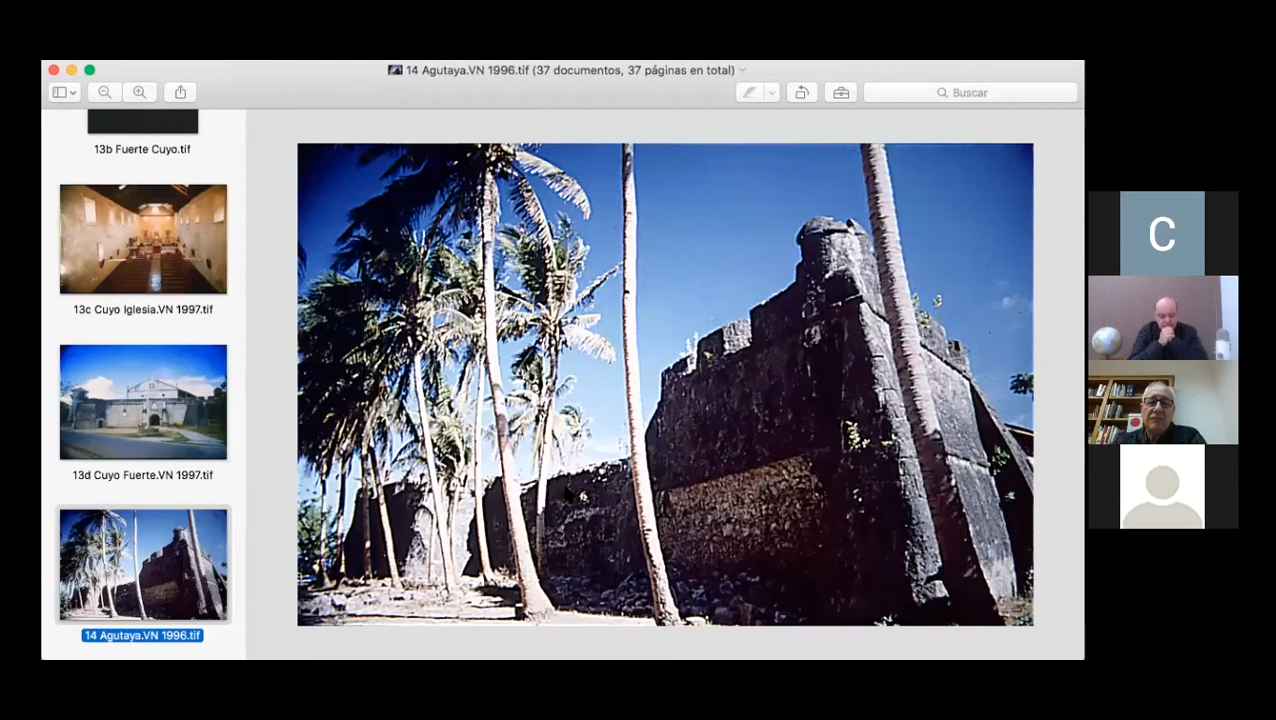 14 Agutaya.VN 1996.tif (37 documentos, 37 páginas en total)
Buscar
13b Fuerte Cuyo.tif
13c Cuyo Iglesia.VN 1997.tif
13d Cuyo Fuerte.VN 1997.tif
14 Agutaya.VN 1996.tif
C